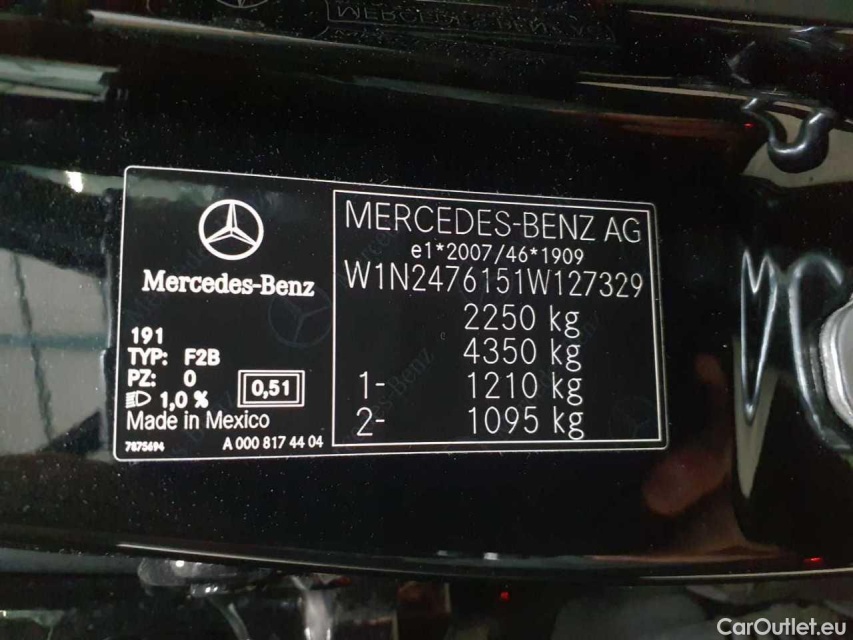 Mercedes-Benz
191
TYP: F2B
PZ: 0
1,0 %
0,51
Made in Mexico
7875694
A 000 817 44 04
MERCEDES-BENZ AG
e1*2007/46*1909
W1N2476151W127329
2250 kg
4350 kg
1- 1210 kg
2- 1095 kg
CarOutlet.eu